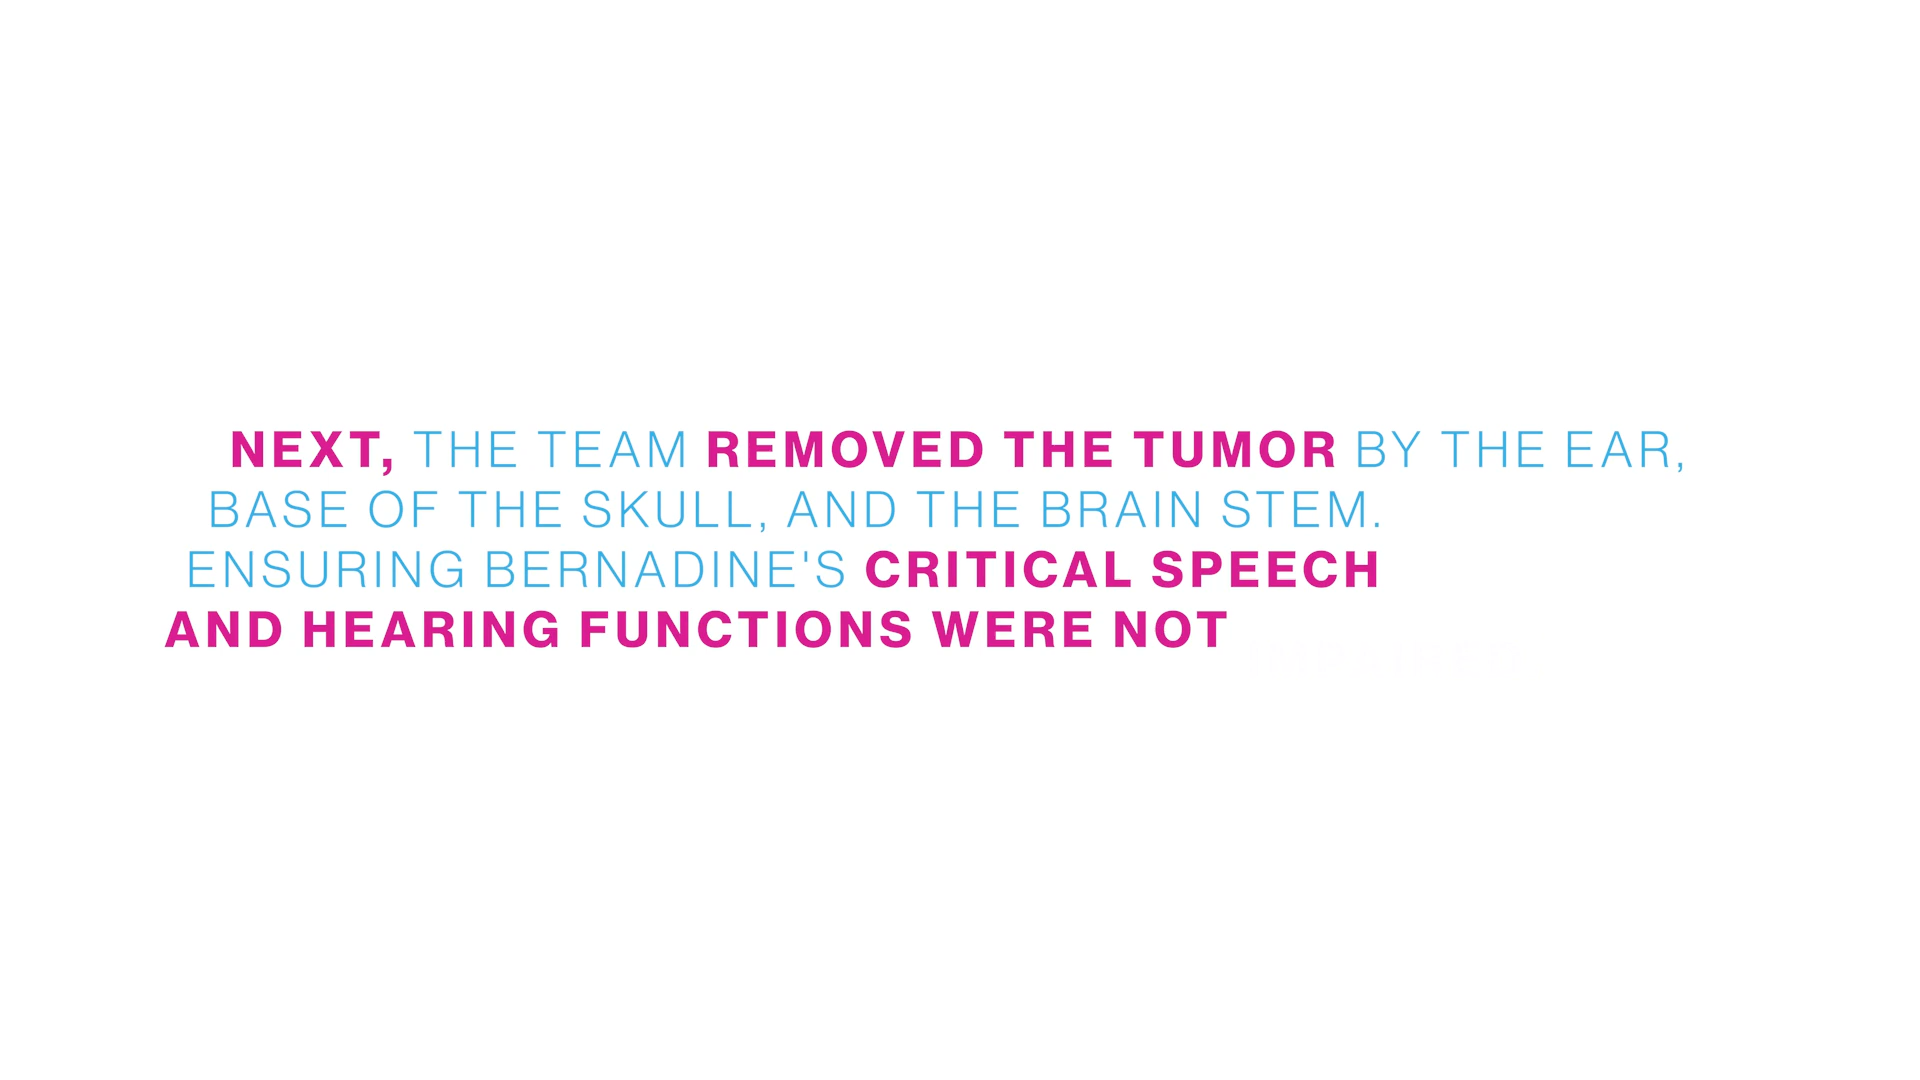 NEXT, THE TEAM REMOVED THE TUMOR BY THE EAR,
BASE OF THE SKULL, AND THE BRAIN STEM.
ENSURING BERNADINE'S CRITICAL SPEECH
AND HEARING FUNCTIONS WERE NOT